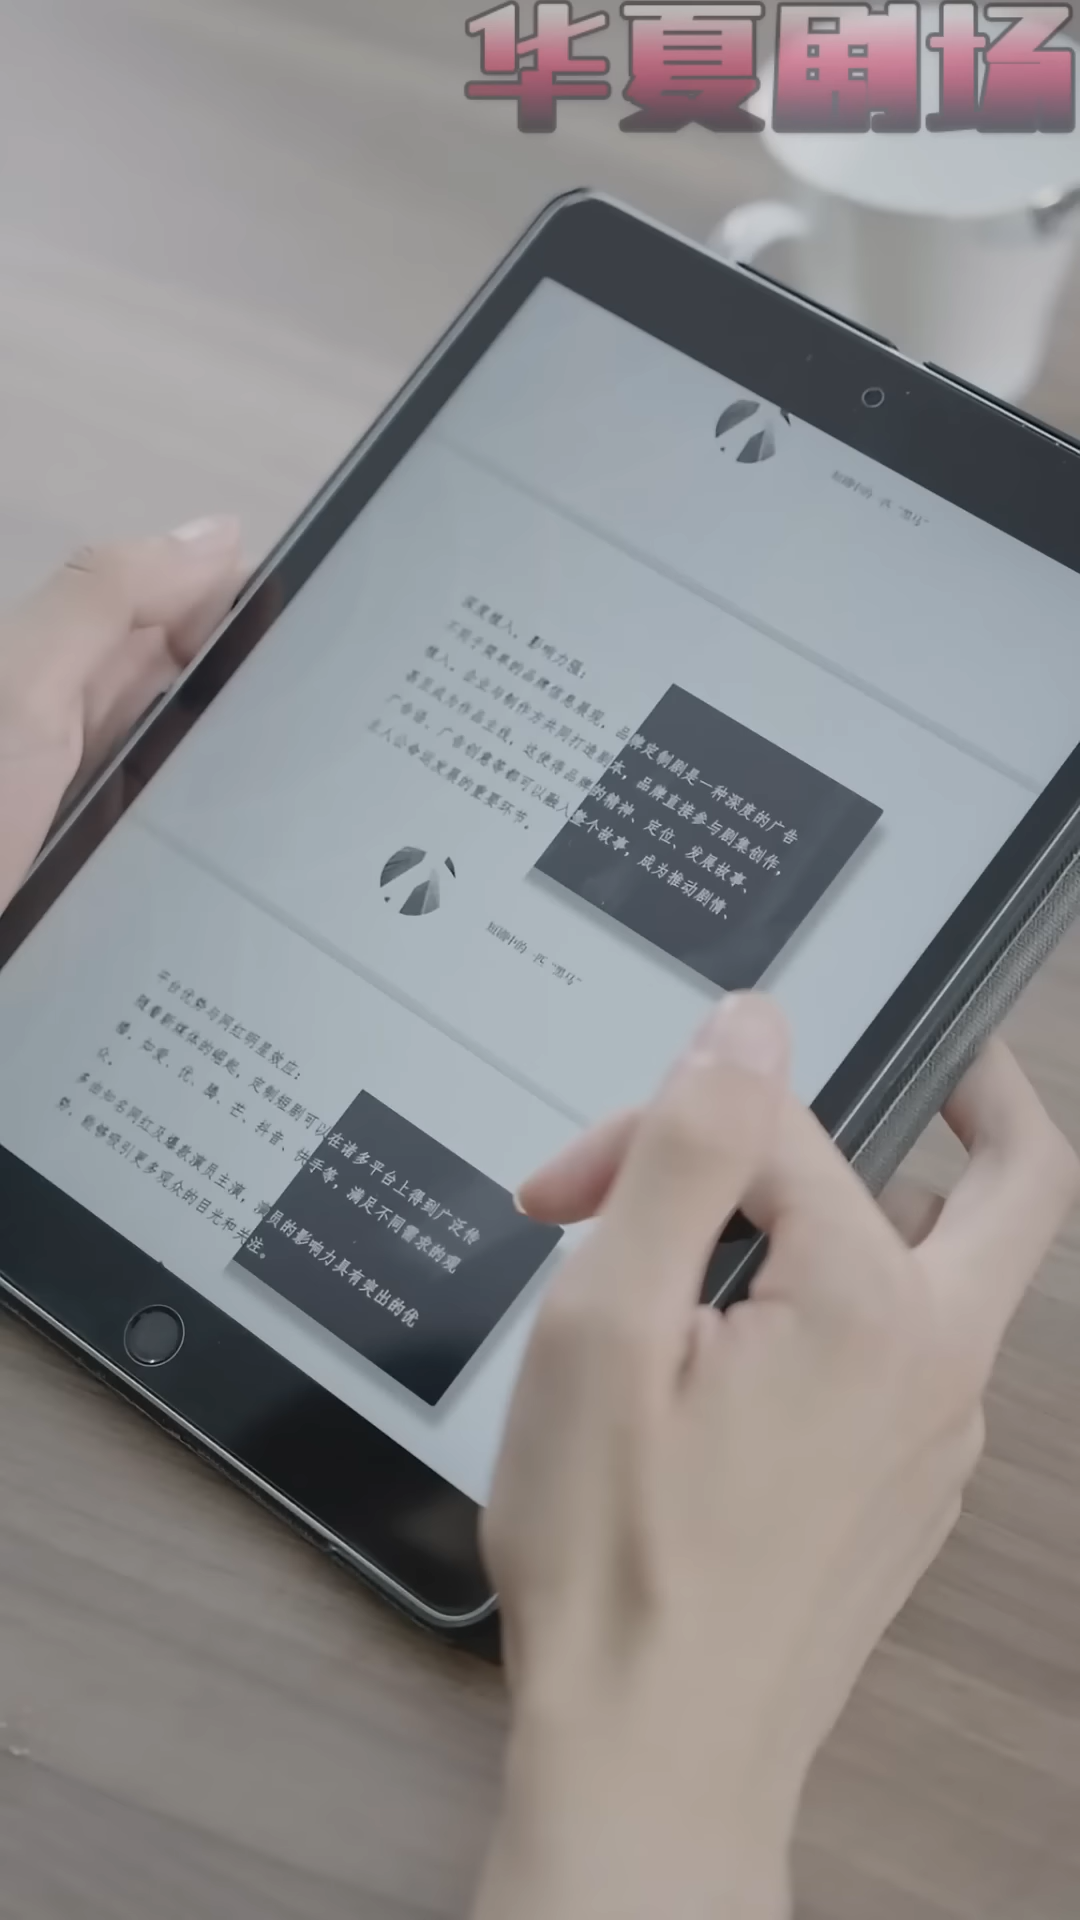 华夏剧场
短剧中的一匹“黑马”
深度植入，影响力强：
不同于简单的品牌信息展现，品牌定制剧是一种深度的广告
植入。企业与制作方共同打造剧本，品牌直接参与剧集创作，
甚至成为作品主线，这使得品牌的精神、定位、发展故事、
广告语、广告创意等都可以融入整个故事，成为推动剧情、
主人公命运发展的重要环节。
短剧中的一匹“黑马”
平台优势与网红明星效应：
随着新媒体的崛起，定制短剧可以在诸多平台上得到广泛传
播，如爱、优、腾、芒、抖音、快手等，满足不同需求的观
众。
多由知名网红及爆款演员主演，演员的影响力具有突出的优
势，能够吸引更多观众的目光和关注。